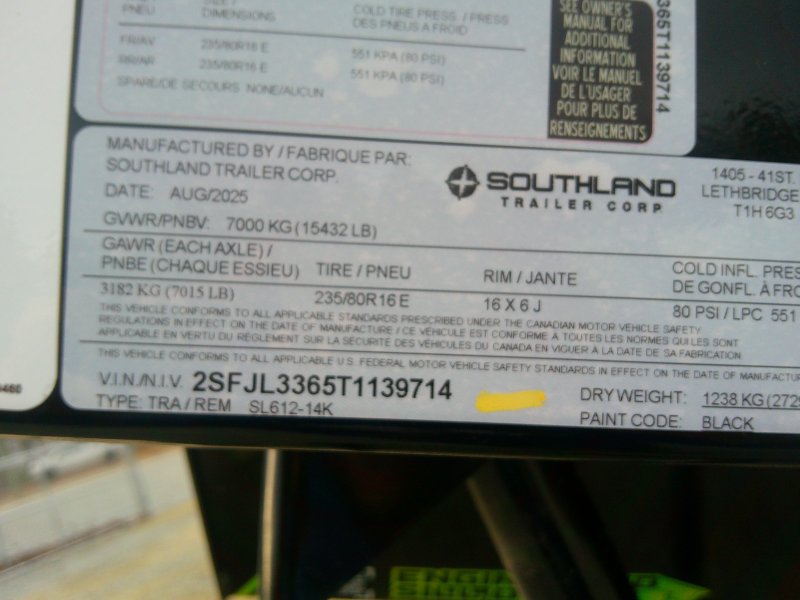 PNEU
DIMENSIONS
COLD TIRE PRESS. / PRESS
DES PNEUS A FROID
FR/AV 235/80R16 E 551 KPA (80 PSI)
RR/AR 235/80R16 E 551 KPA (80 PSI)
SPARE/DE SECOURS NONE/AUCUN
SEE OWNER'S
MANUAL FOR
ADDITIONAL
INFORMATION
VOIR LE MANUEL
DE L'USAGER
POUR PLUS DE
RENSEIGNEMENTS
365T1139714
MANUFACTURED BY / FABRIQUE PAR:
SOUTHLAND TRAILER CORP.
DATE: AUG/2025
SOUTHLAND
TRAILER CORP
1405 - 41ST.
LETHBRIDGE
T1H 6G3
GVWR/PNBV: 7000 KG (15432 LB)
GAWR (EACH AXLE) /
PNBE (CHAQUE ESSIEU) TIRE / PNEU RIM / JANTE
COLD INFL. PRES
DE GONFL. À FRO
3182 KG (7015 LB) 235/80R16 E 16 X 6 J 80 PSI / LPC 551
THIS VEHICLE CONFORMS TO ALL APPLICABLE STANDARDS PRESCRIBED UNDER THE CANADIAN MOTOR VEHICLE SAFETY
REGULATIONS IN EFFECT ON THE DATE OF MANUFACTURE / CE VÉHICULE EST CONFORME À TOUTES LES NORMES QUI LES SONT
APPLICABLE EN VERTU DU RÈGLEMENT SUR LA SÉCURITÉ DES VÉHICULES DU CANADA EN VIGUER À LA DATE DE SA FABRICATION
THIS VEHICLE CONFORMS TO ALL APPLICABLE U.S. FEDERAL MOTOR VEHICLE SAFETY STANDARDS IN EFFECT ON THE DATE OF MANUFACTUR
V.I.N./N.I.V. 2SFJL3365T1139714 DRY WEIGHT: 1238 KG (272
TYPE: TRA / REM SL612-14K PAINT CODE: BLACK